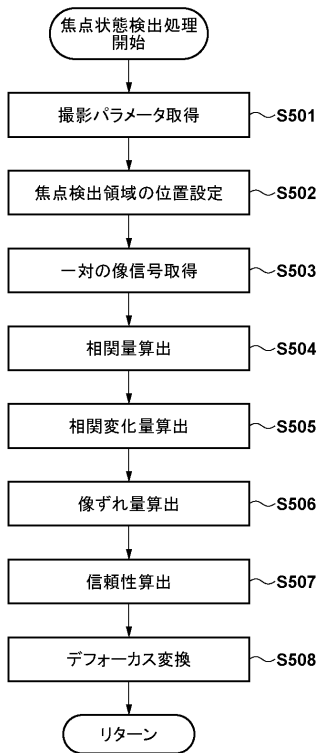 焦点状態検出処理
開始
撮影パラメータ取得
S501
焦点検出領域の位置設定
S502
一対の像信号取得
S503
相関量算出
S504
相関変化量算出
S505
像ずれ量算出
S506
信頼性算出
S507
デフォーカス変換
S508
リターン